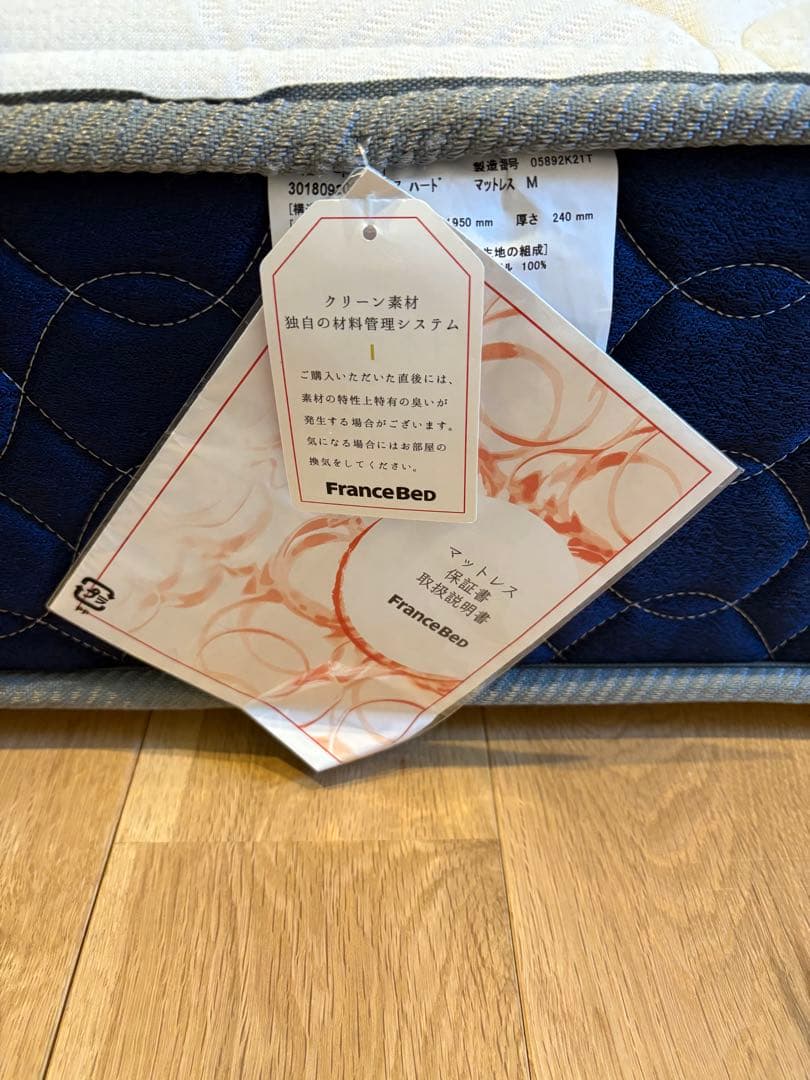 製造番号 05892K21T
ハード マットレス M
1950 mm 厚さ 240 mm
生地の組成]
100%
クリーン素材
独自の材料管理システム
ご購入いただいた直後には、
素材の特性上特有の臭いが
発生する場合がございます。
気になる場合にはお部屋の
換気をしてください。
FRANCEBED
マットレス
保証書
取扱説明書
FRANCEBED
プラ